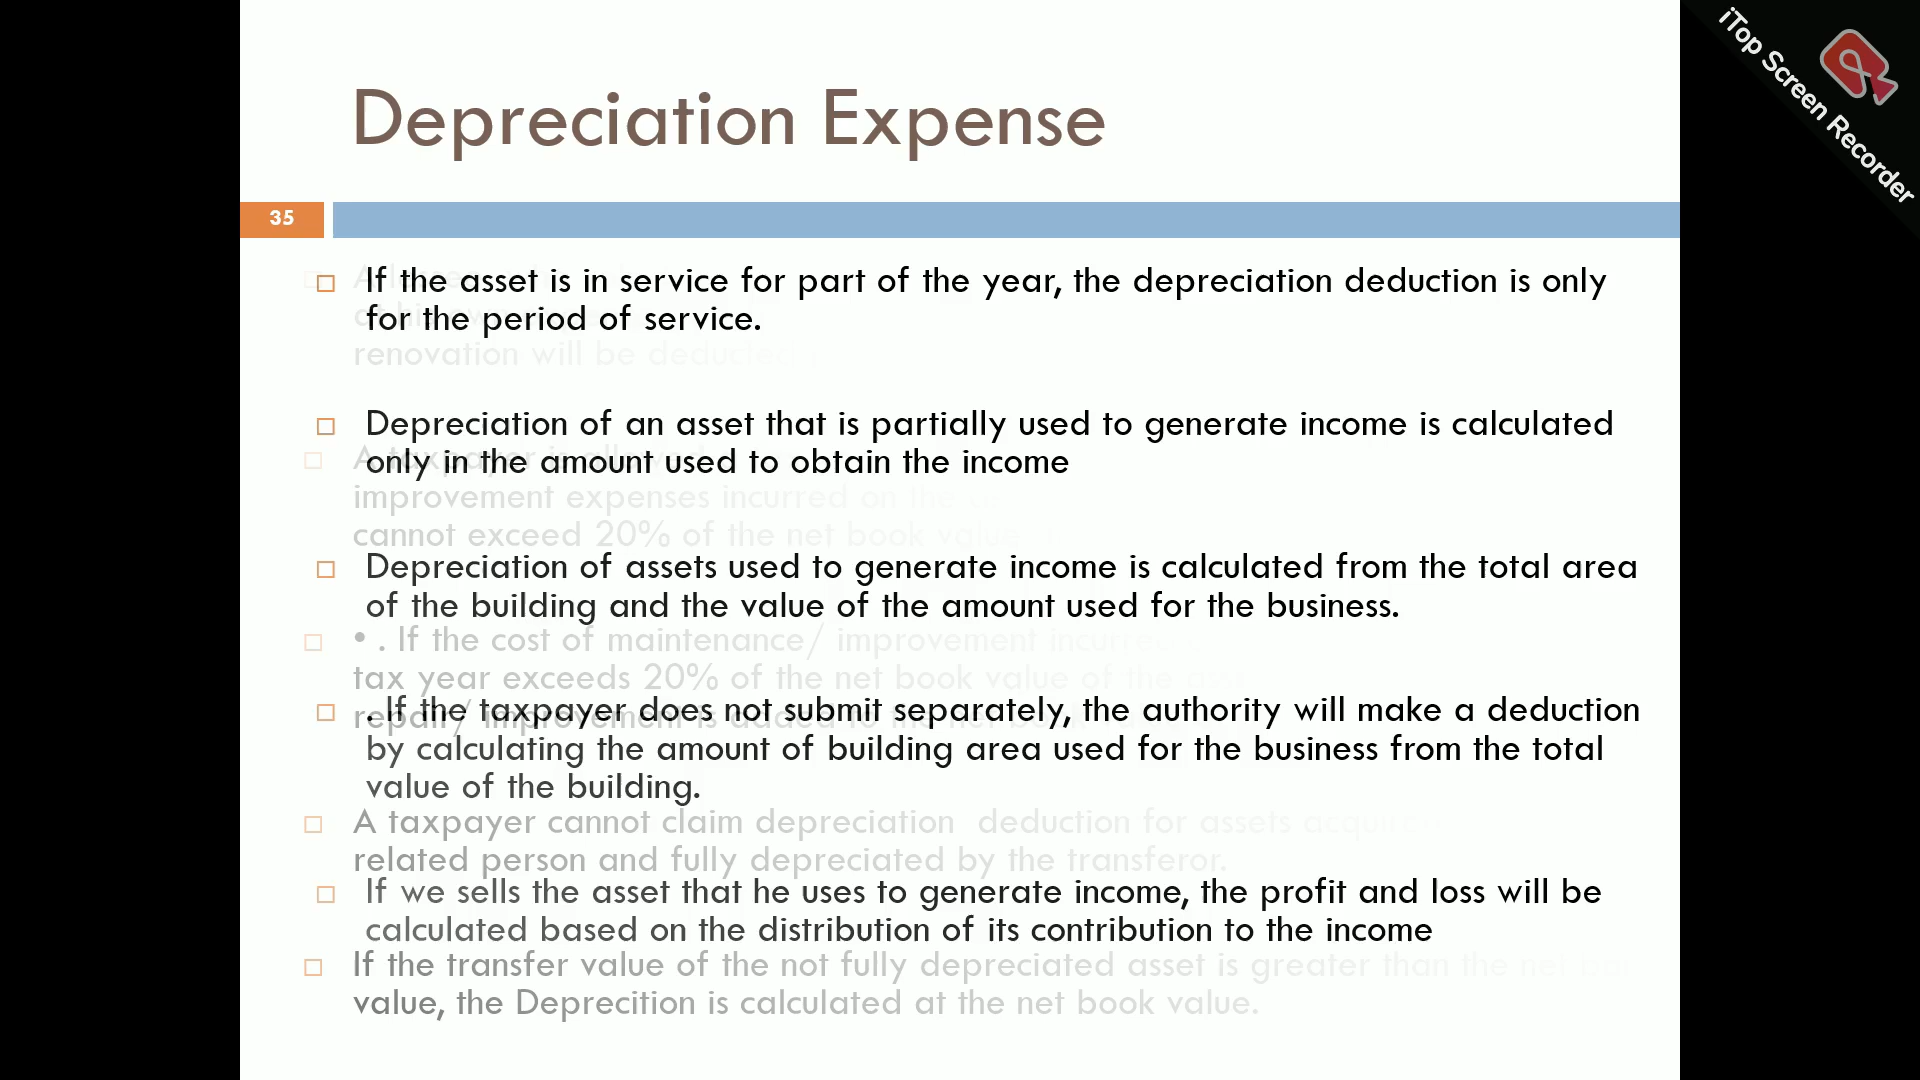 iTop Screen Recorder
Depreciation Expense
35
If the asset is in service for part of the year, the depreciation deduction is only
for the period of service.
renovation will be deducted
Depreciation of an asset that is partially used to generate income is calculated
only in the amount used to obtain the income
A taxpayer is allowed
improvement expenses incurred on the
cannot exceed 20% of the net book value
Depreciation of assets used to generate income is calculated from the total area
of the building and the value of the amount used for the business.
• . If the cost of maintenance/ improvement incurred
tax year exceeds 20% of the net book value of the
. If the taxpayer does not submit separately, the authority will make a deduction
repair/ improvement is added to the net book
by calculating the amount of building area used for the business from the total
value of the building.
A taxpayer cannot claim depreciation deduction for assets acquired
related person and fully depreciated by the transferor.
If we sells the asset that he uses to generate income, the profit and loss will be
calculated based on the distribution of its contribution to the income
If the transfer value of the not fully depreciated asset is greater than the net
value, the Deprecition is calculated at the net book value.